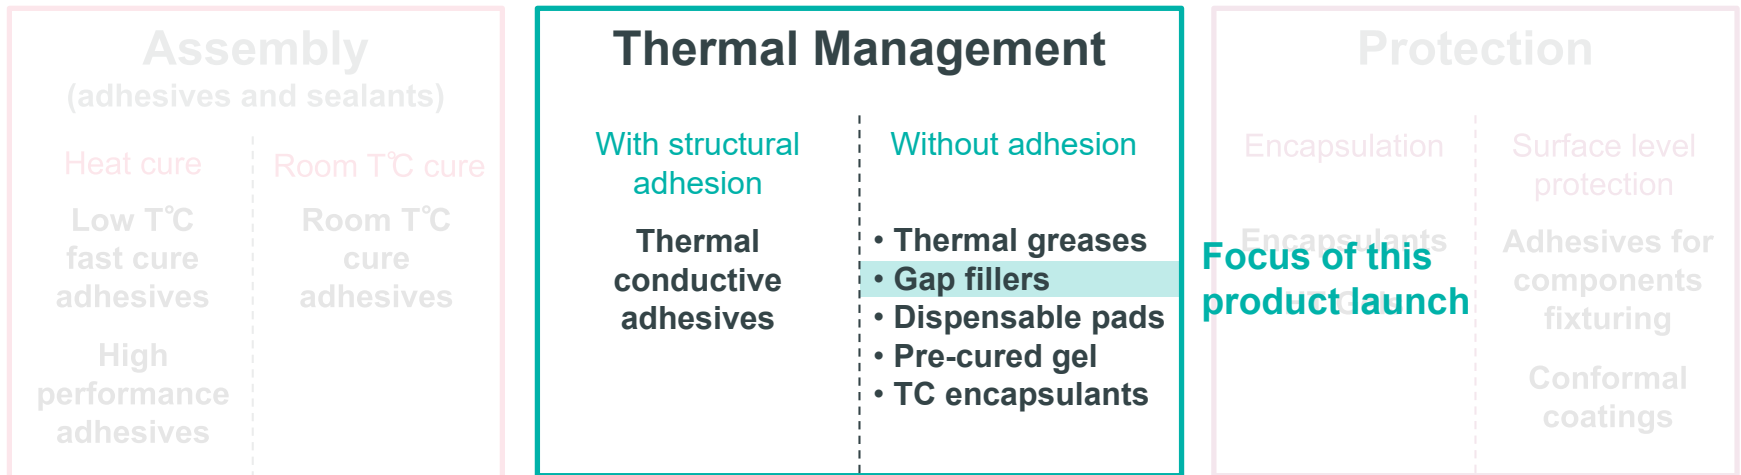 Assembly
(adhesives and sealants)
Heat cure
Low T℃
fast cure
adhesives
High
performance
adhesives
Room T℃ cure
Room T℃
cure
adhesives
Thermal Management
With structural
adhesion
Thermal
conductive
adhesives
Without adhesion
• Thermal greases
• Gap fillers
• Dispensable pads
• Pre-cured gel
• TC encapsulants
Focus of this
product launch
Protection
Encapsulation
Encapsulants
Surface level
protection
Adhesives for
components
fixturing
Conformal
coatings